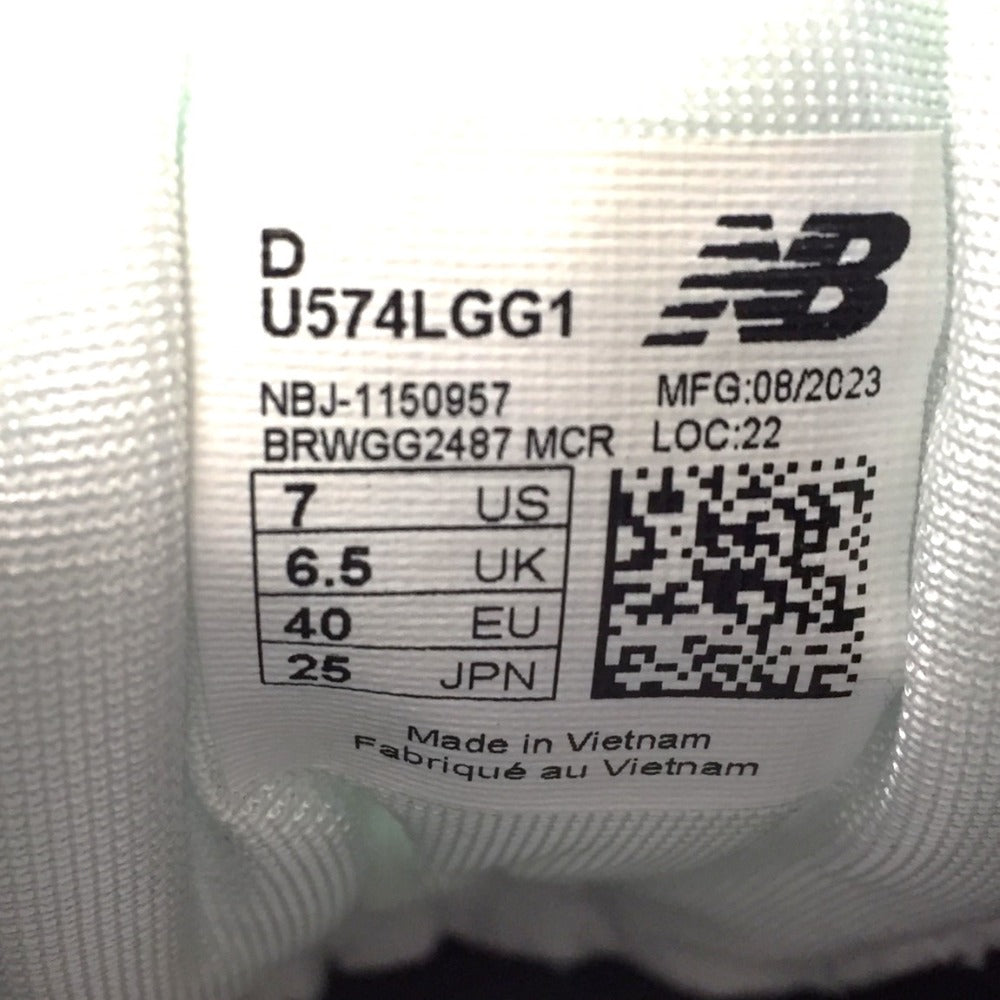 D
U574LGG1
NB
NBJ-1150957
MFG:08/2023
BRWGG2487 MCR
LOC:22
7 US
6.5 UK
40 EU
25 JPN
Made in Vietnam
Fabriqué au Vietnam